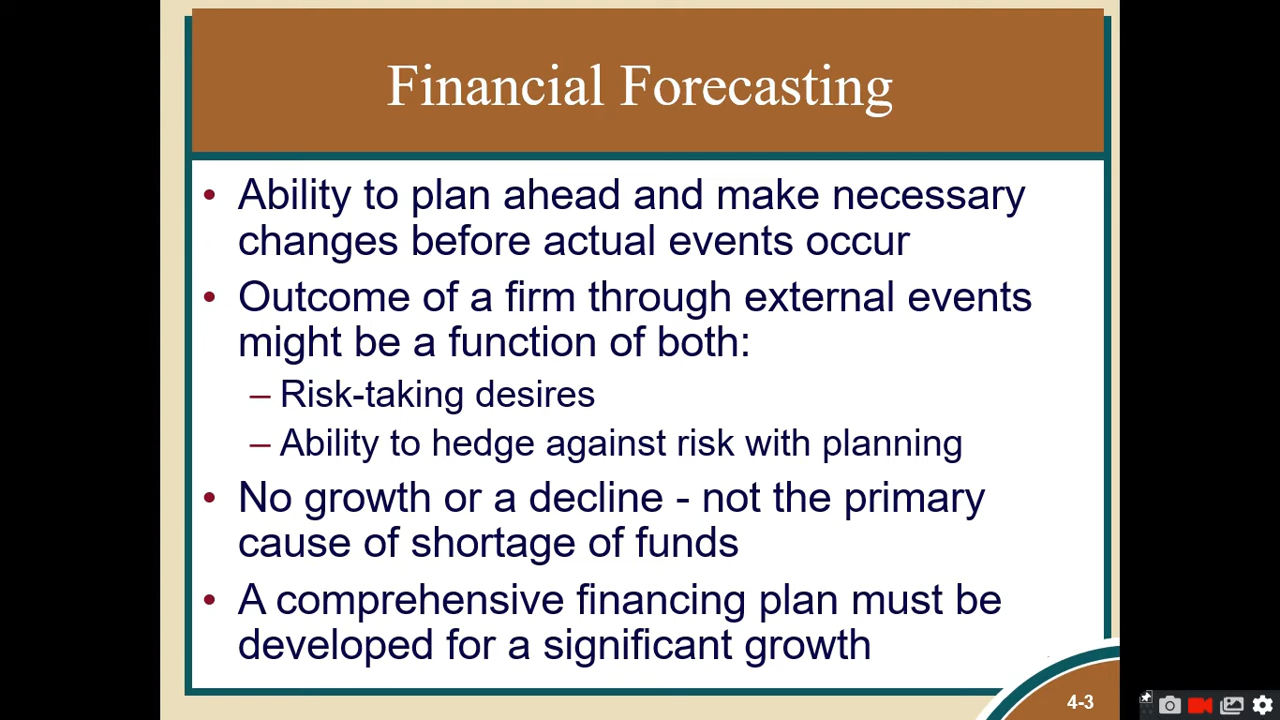 Financial Forecasting
• Ability to plan ahead and make necessary
changes before actual events occur
• Outcome of a firm through external events
might be a function of both:
– Risk-taking desires
– Ability to hedge against risk with planning
• No growth or a decline - not the primary
cause of shortage of funds
• A comprehensive financing plan must be
developed for a significant growth
4-3